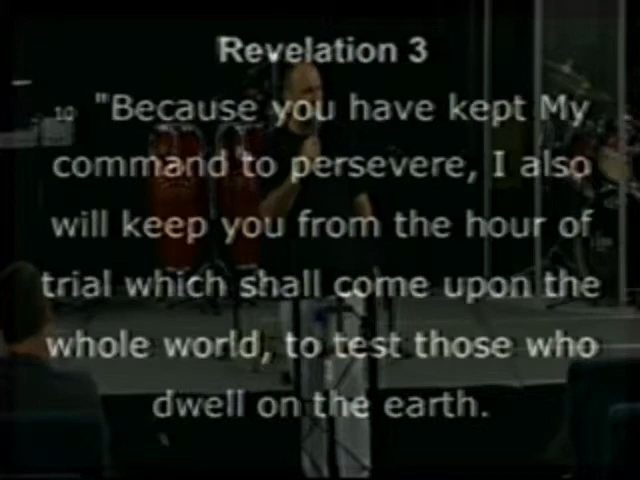 Revelation 3
10 "Because you have kept My
command to persevere, I also
will keep you from the hour of
trial which shall come upon the
whole world, to test those who
dwell on the earth.